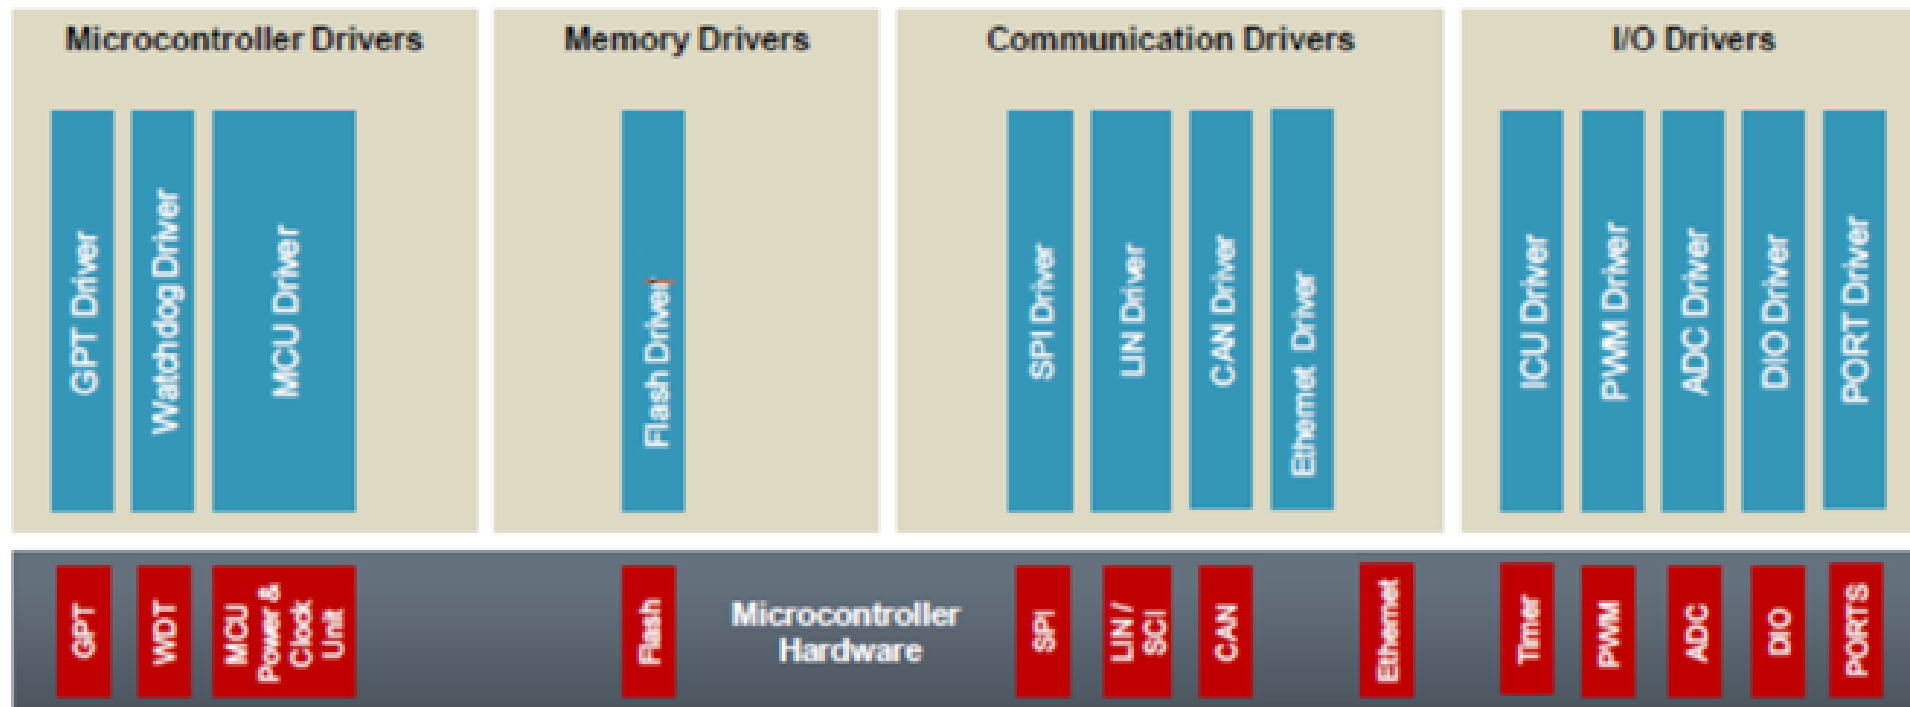 Microcontroller Drivers
Memory Drivers
Communication Drivers
I/O Drivers
GPT Driver
Watchdog Driver
MCU Driver
Flash Driver
SPI Driver
LIN Driver
CAN Driver
Ethernet Driver
ICU Driver
PWM Driver
ADC Driver
DIO Driver
PORT Driver
GPT
WDT
MCU
Power &
Clock
Unit
Flash
Microcontroller
Hardware
SPI
LIN /
SCI
CAN
Ethernet
Timer
PWM
ADC
DIO
PORTS